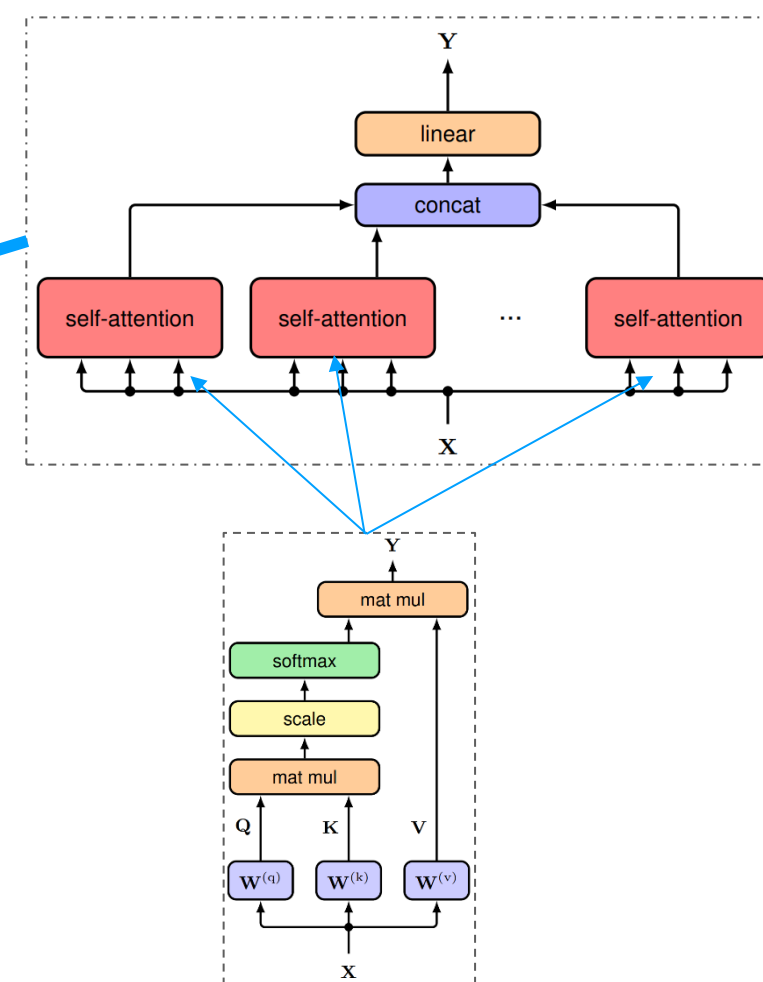 Y
linear
concat
self-attention self-attention ... self-attention
X
Y
mat mul
softmax
scale
mat mul
Q K V
W^(q) W^(k) W^(v)
X